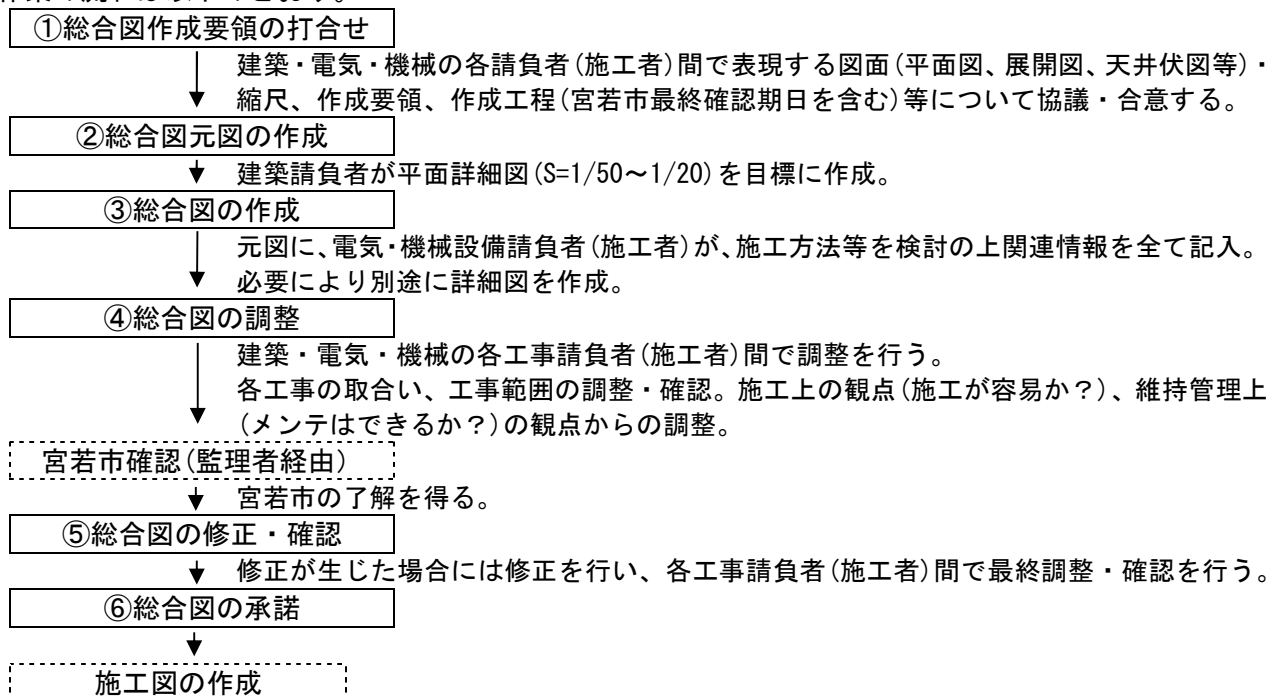 ①総合図作成要領の打合せ
建築・電気・機械の各請負者(施工者)間で表現する図面(平面図、展開図、天井伏図等)・
縮尺、作成要領、作成工程(宮若市最終確認期日を含む)等について協議・合意する。
②総合図元図の作成
建築請負者が平面詳細図(S=1/50~1/20)を目標に作成。
③総合図の作成
元図に、電気・機械設備請負者(施工者)が、施工方法等を検討の上関連情報を全て記入。
必要により別途に詳細図を作成。
④総合図の調整
建築・電気・機械の各工事請負者(施工者)間で調整を行う。
各工事の取合い、工事範囲の調整・確認。施工上の観点(施工が容易か?)、維持管理上
(メンテはできるか?)の観点からの調整。
宮若市確認(監理者経由)
宮若市の了解を得る。
⑤総合図の修正・確認
修正が生じた場合には修正を行い、各工事請負者(施工者)間で最終調整・確認を行う。
⑥総合図の承諾
施工図の作成